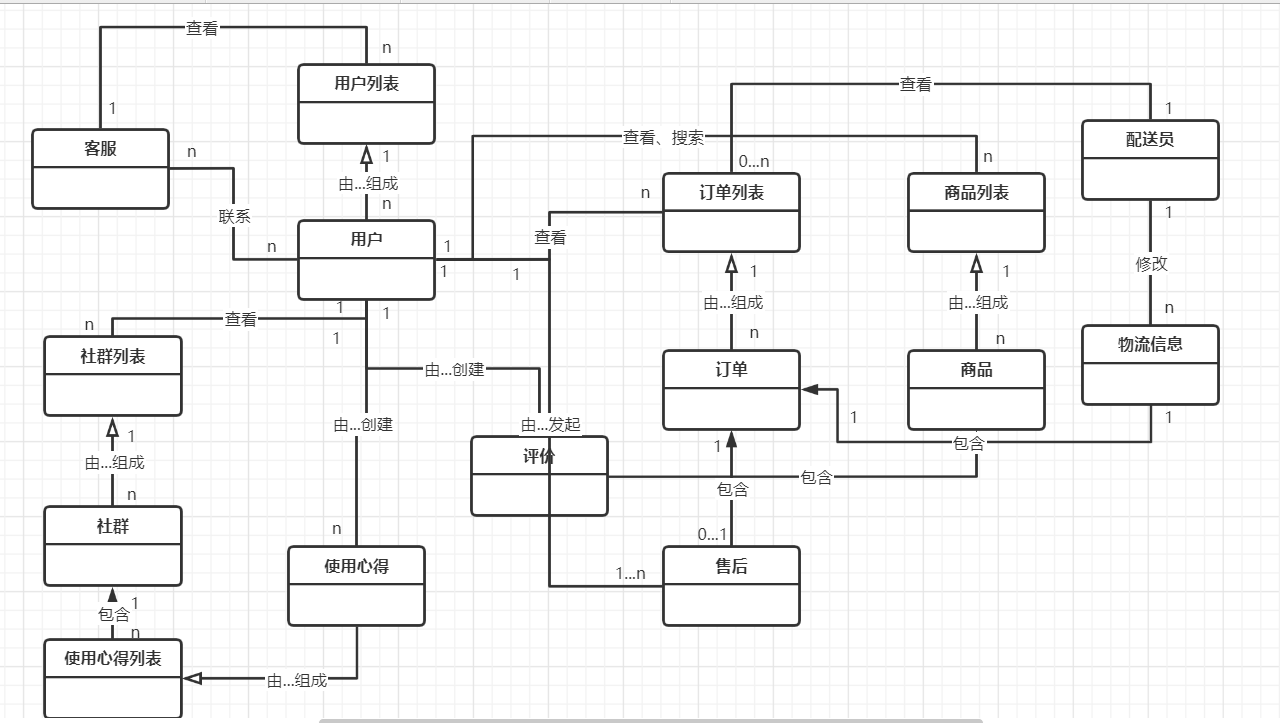 查看
n
用户列表
查看
1
1
客服
配送员
查看、搜索
n
1
n
0...n
由...组成
订单列表
商品列表
n
n
1
联系
用户
查看
n
1
修改
1
1
1
1
1
由...组成
由...组成
n
1
1
查看
物流信息
n
1
n
n
社群列表
订单
商品
由...创建
1
1
由...创建
由...发起
1
包含
1
评价
由...组成
包含
包含
n
社群
n
0...1
使用心得
售后
1...n
1
包含
n
使用心得列表
由...组成